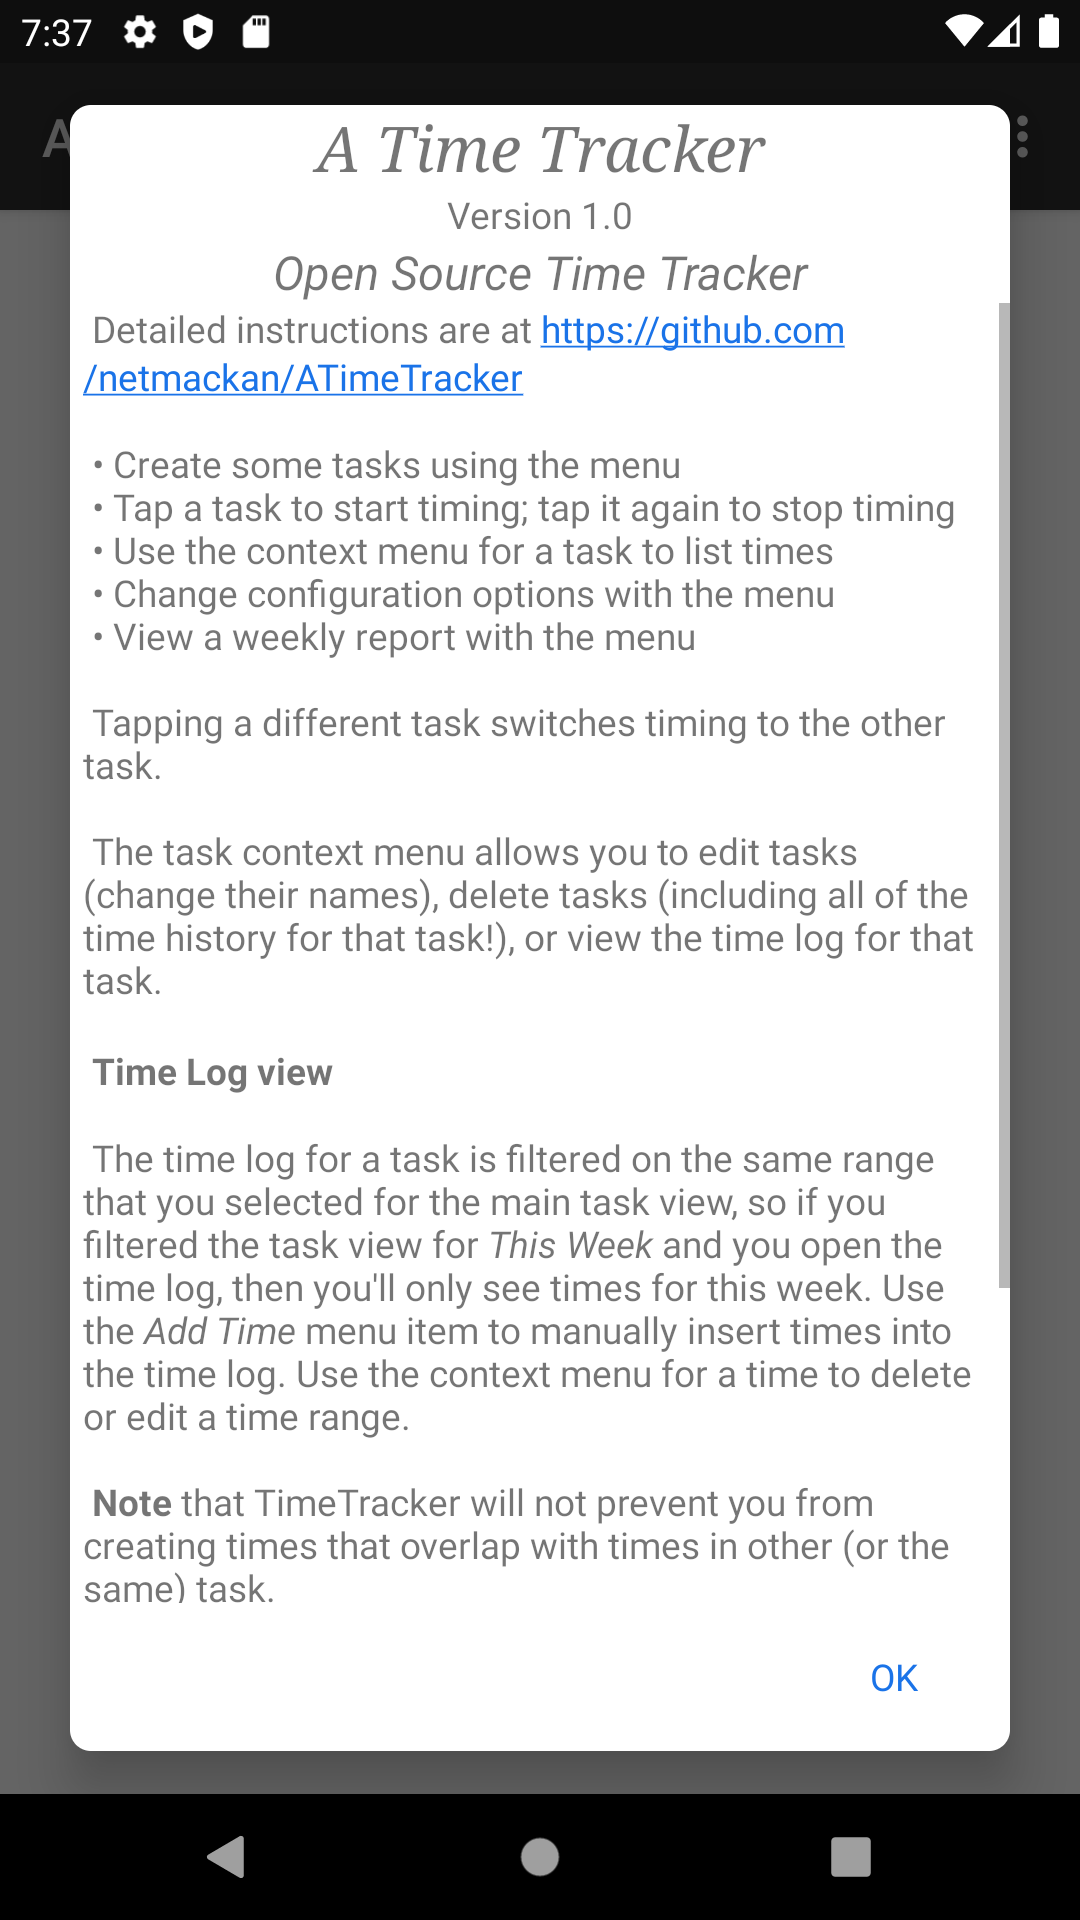 7:37
A
A Time Tracker
Version 1.0
Open Source Time Tracker
Detailed instructions are at https://github.com
/netmackan/ATimeTracker
• Create some tasks using the menu
• Tap a task to start timing; tap it again to stop timing
• Use the context menu for a task to list times
• Change configuration options with the menu
• View a weekly report with the menu
Tapping a different task switches timing to the other
task.
The task context menu allows you to edit tasks
(change their names), delete tasks (including all of the
time history for that task!), or view the time log for that
task.
Time Log view
The time log for a task is filtered on the same range
that you selected for the main task view, so if you
filtered the task view for This Week and you open the
time log, then you'll only see times for this week. Use
the Add Time menu item to manually insert times into
the time log. Use the context menu for a time to delete
or edit a time range.
Note that TimeTracker will not prevent you from
creating times that overlap with times in other (or the
same) task.
OK